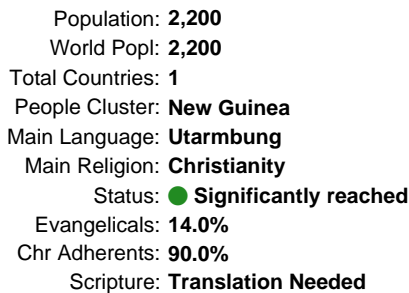 Population: 2,200
World Popl: 2,200
Total Countries: 1
People Cluster: New Guinea
Main Language: Utarmbung
Main Religion: Christianity
Status: Significantly reached
Evangelicals: 14.0%
Chr Adherents: 90.0%
Scripture: Translation Needed